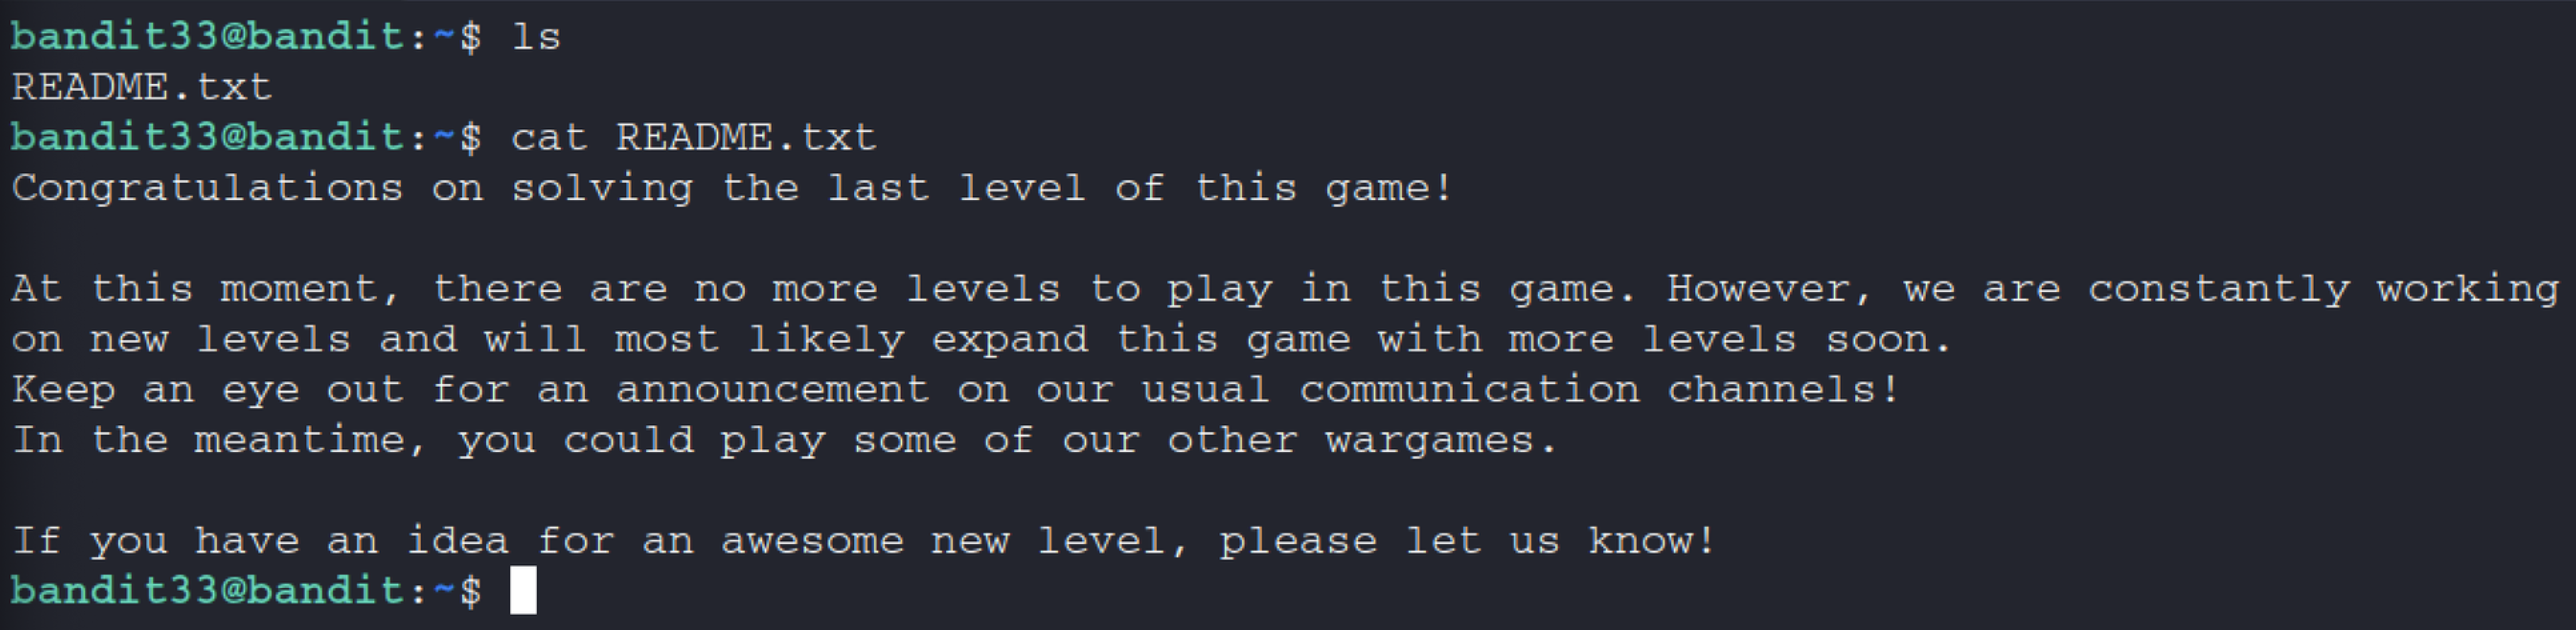 bandit33@bandit:~$ ls
README.txt
bandit33@bandit:~$ cat README.txt
Congratulations on solving the last level of this game!
At this moment, there are no more levels to play in this game. However, we are constantly working
on new levels and will most likely expand this game with more levels soon.
Keep an eye out for an announcement on our usual communication channels!
In the meantime, you could play some of our other wargames.
If you have an idea for an awesome new level, please let us know!
bandit33@bandit:~$